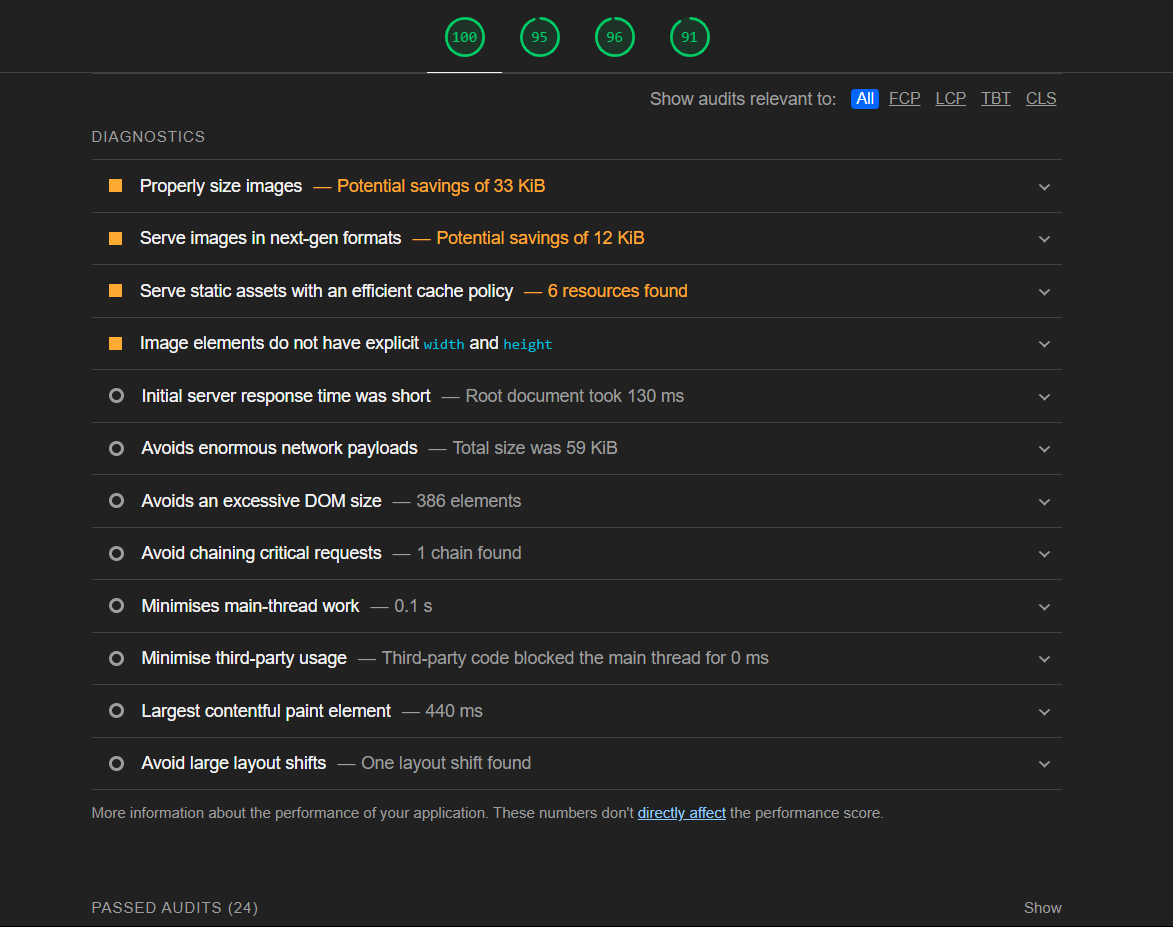 100 95 96 91
Show audits relevant to: All FCP LCP TBT CLS
DIAGNOSTICS
Properly size images — Potential savings of 33 KiB
Serve images in next-gen formats — Potential savings of 12 KiB
Serve static assets with an efficient cache policy — 6 resources found
Image elements do not have explicit width and height
Initial server response time was short — Root document took 130 ms
Avoids enormous network payloads — Total size was 59 KiB
Avoids an excessive DOM size — 386 elements
Avoid chaining critical requests — 1 chain found
Minimises main-thread work — 0.1 s
Minimise third-party usage — Third-party code blocked the main thread for 0 ms
Largest contentful paint element — 440 ms
Avoid large layout shifts — One layout shift found
More information about the performance of your application. These numbers don't directly affect the performance score.
PASSED AUDITS (24) Show